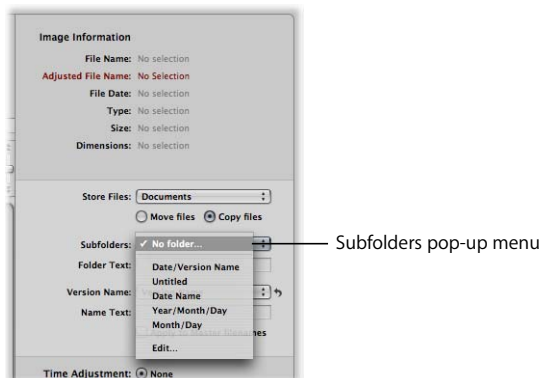 Image Information
File Name: No selection
Adjusted File Name: No Selection
File Date: No selection
Type: No selection
Size: No selection
Dimensions: No selection
Store Files: Documents
Move files Copy files
Subfolders: ✓ No folder... Subfolders pop-up menu
Folder Text:
Date/Version Name
Untitled
Version Name:
Date Name
Name Text:
Year/Month/Day
Month/Day
Edit...
Time Adjustment: None